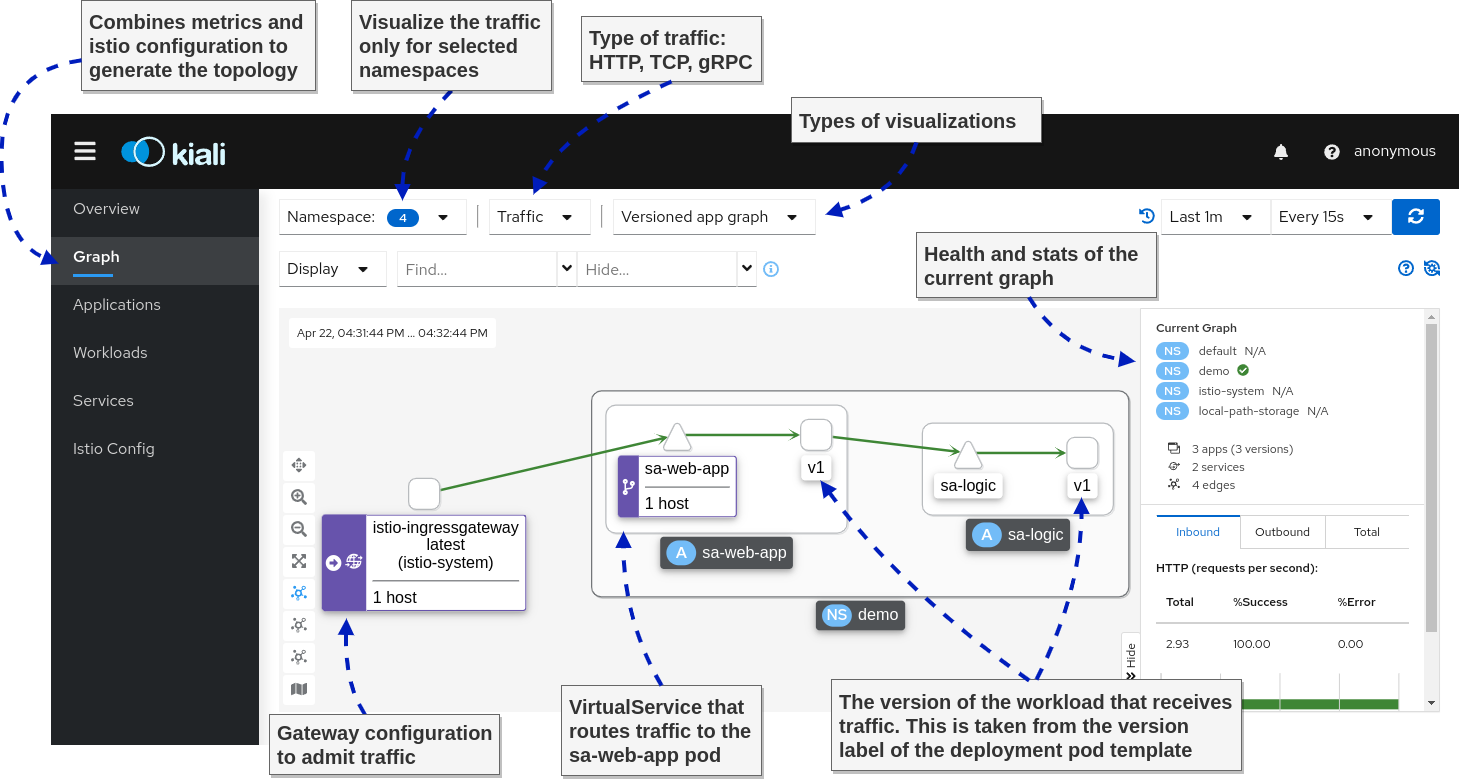 Combines metrics and
istio configuration to
generate the topology
Visualize the traffic
only for selected
namespaces
Type of traffic:
HTTP, TCP, gRPC
Types of visualizations
kiali
anonymous
Overview
Graph
Applications
Workloads
Services
Istio Config
Namespace: 4
Traffic
Versioned app graph
Last 1m
Every 15s
Display
Find...
Hide...
Health and stats of the
current graph
Apr 22, 04:31:44 PM ... 04:32:44 PM
istio-ingressgateway
latest
(istio-system)
1 host
sa-web-app
1 host
v1
A sa-web-app
sa-logic
v1
A sa-logic
NS demo
Hide
Current Graph
NS default N/A
NS demo
NS istio-system N/A
NS local-path-storage N/A
3 apps (3 versions)
2 services
4 edges
Inbound Outbound Total
HTTP (requests per second):
Total %Success %Error
2.93 100.00 0.00
Gateway configuration
to admit traffic
VirtualService that
routes traffic to the
sa-web-app pod
The version of the workload that receives
traffic. This is taken from the version
label of the deployment pod template